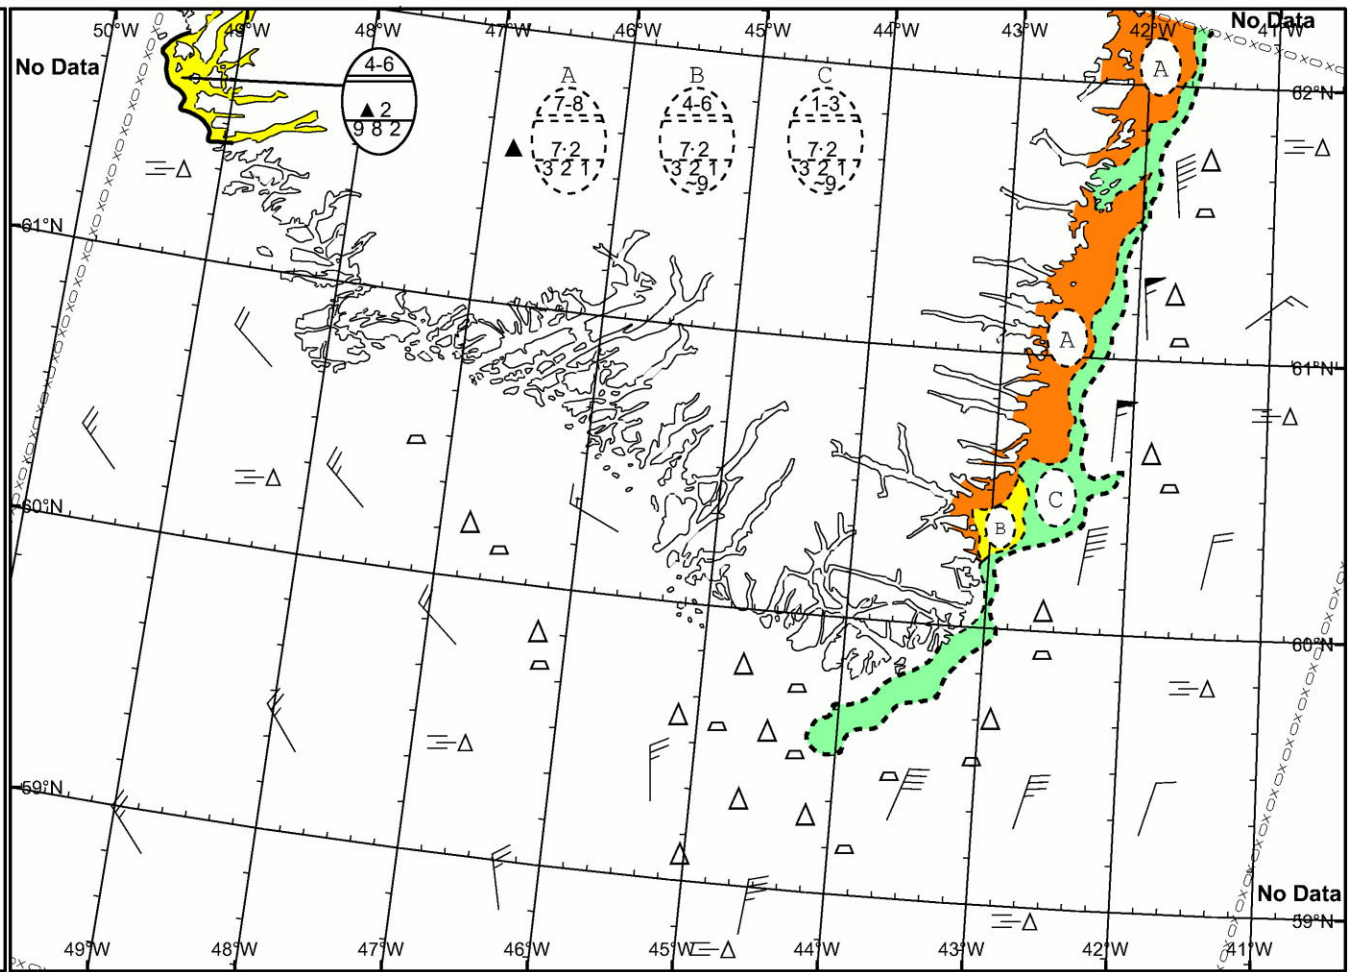 50°W 49°W 48°W 47°W 46°W 45°W 44°W 43°W 42°W 41°W
No Data
No Data
4-6
▲ 2
9 8 2
A B C
7-8 4-6 1-3
▲ 7·2 7·2 7·2
3 2 1 3 2 1 3 2 1
~9 ~9
A
62°N
61°N
A
61°N
C
B
60°N
60°N
59°N
No Data
59°N
49°W 48°W 47°W 46°W 45°W 44°W 43°W 42°W 41°W